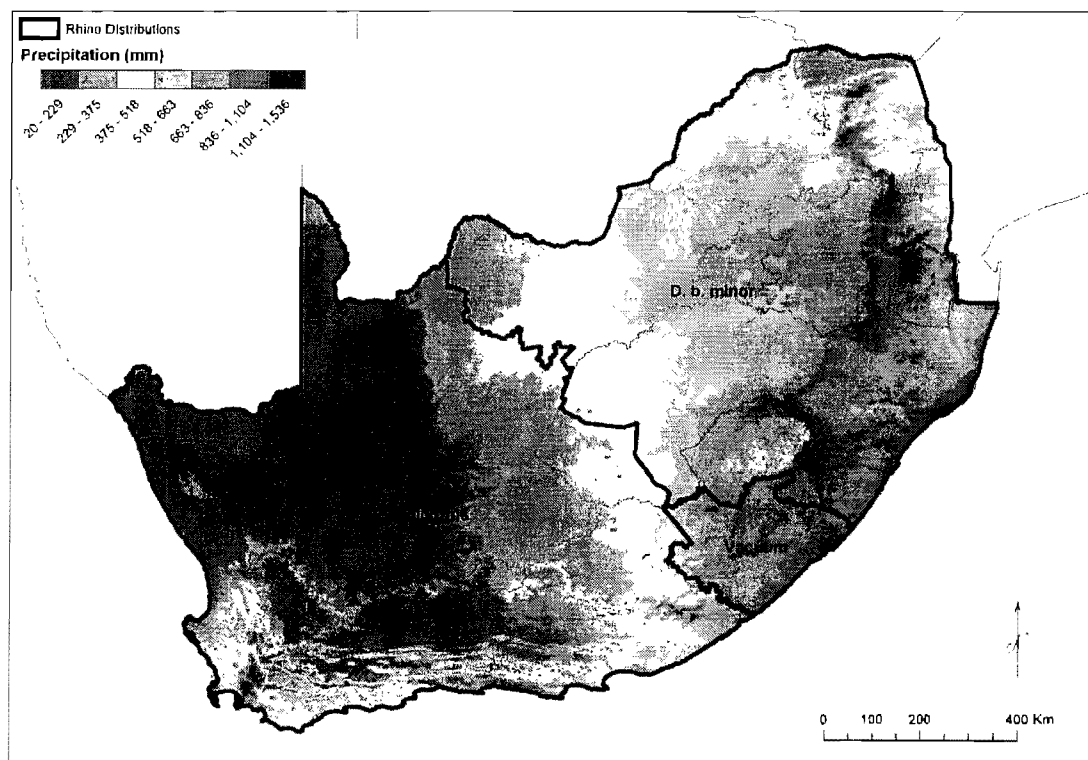 Rhino Distributions
Precipitation (mm)
20 - 229
229 - 375
375 - 518
518 - 663
663 - 836
836 - 1,104
1,104 - 1,536
D. b. minor
0 100 200 400 Km